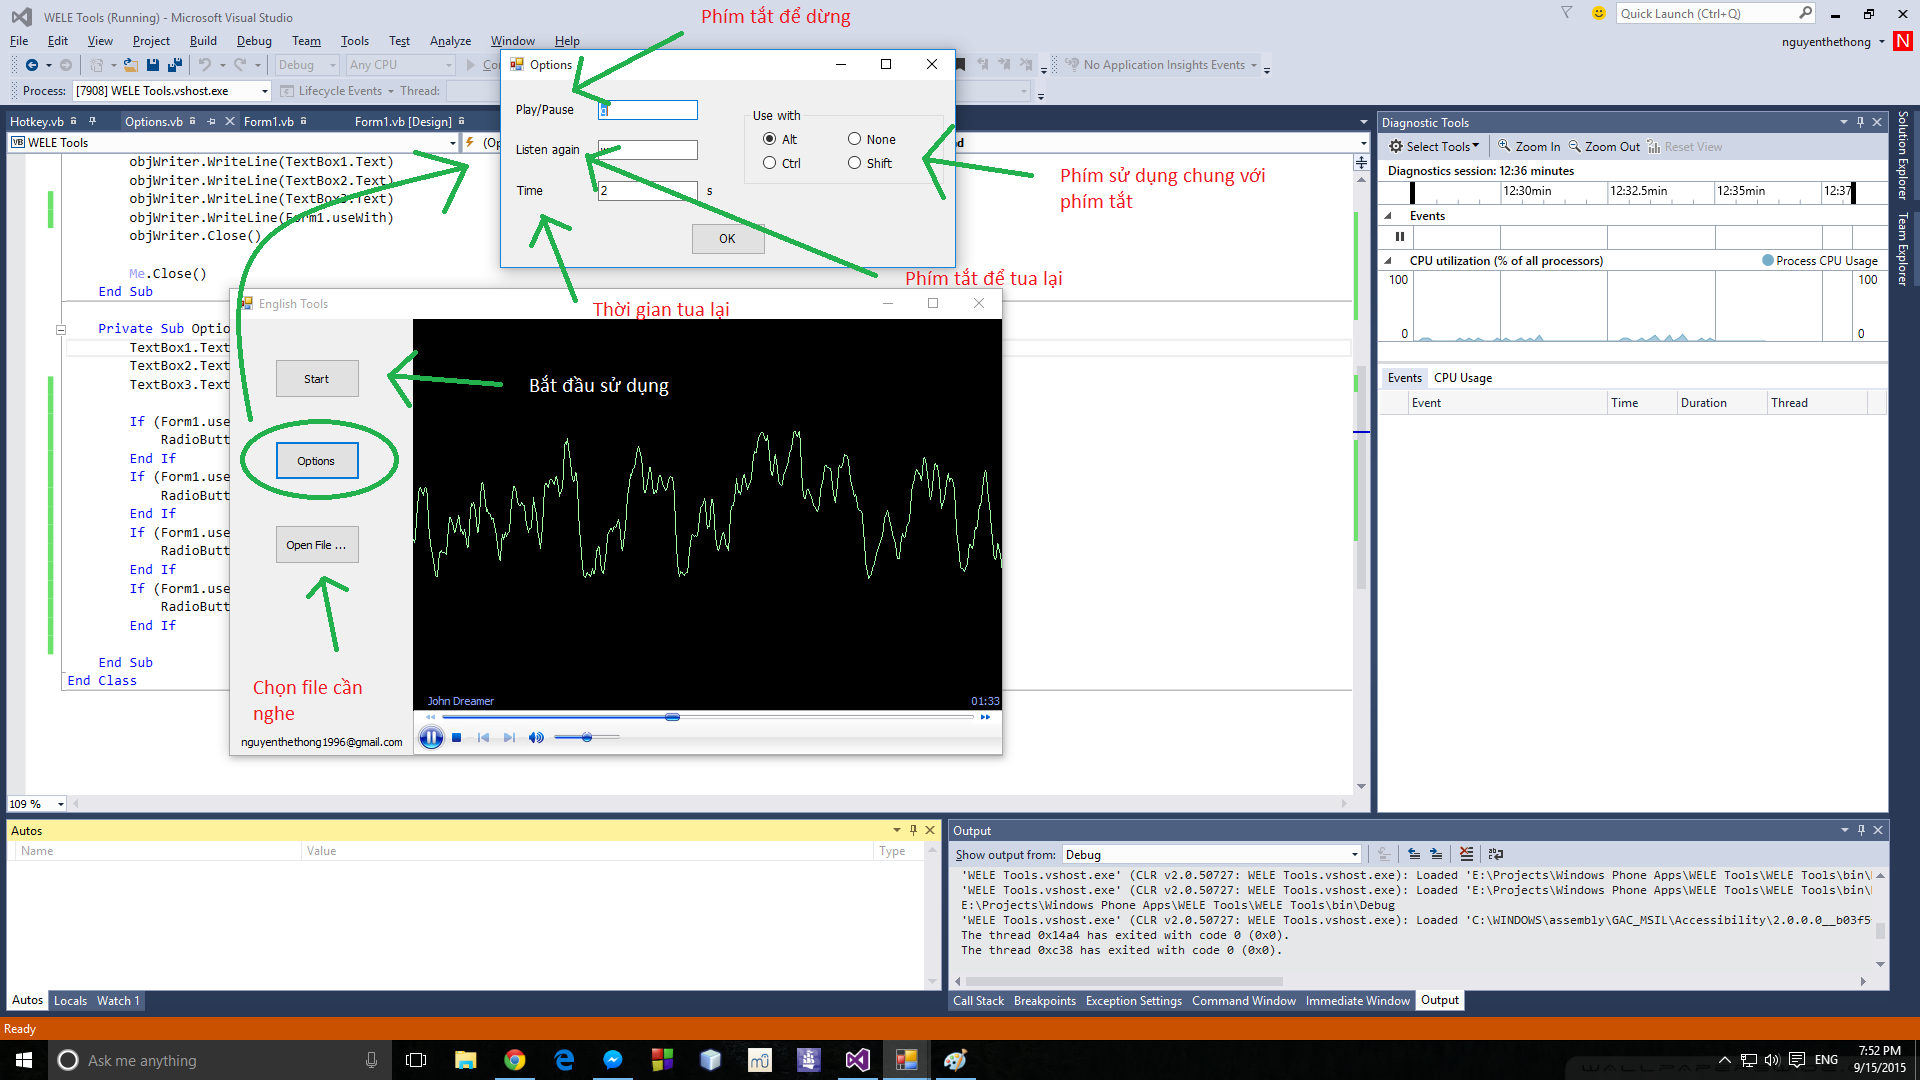 WELE Tools (Running) - Microsoft Visual Studio
Phím tắt để dừng
Quick Launch (Ctrl+Q)
File Edit View Project Build Debug Team Tools Test Analyze Window Help
nguyenthethong N
Debug Any CPU
No Application Insights Events
Process: [7908] WELE Tools.vshost.exe Lifecycle Events Thread:
Hotkey.vb Options.vb Form1.vb Form1.vb [Design]
WELE Tools
objWriter.WriteLine(TextBox1.Text)
objWriter.WriteLine(TextBox2.Text)
objWriter.WriteLine(TextBox3.Text)
objWriter.WriteLine(Form1.useWith)
objWriter.Close()
Me.Close()
End Sub
Private Sub Optio
TextBox1.Text
TextBox2.Text
TextBox3.Text
If (Form1.use
RadioButt
End If
If (Form1.use
RadioButt
End If
If (Form1.use
RadioButt
End If
If (Form1.use
RadioButt
End If
End Sub
End Class
109 %
Options
Play/Pause
Listen again
Time 2 s
Use with
Alt None
Ctrl Shift
OK
Phím sử dụng chung với
phím tắt
Phím tắt để tua lại
Thời gian tua lại
English Tools
Start
Bắt đầu sử dụng
Options
Open File ...
Chọn file cần
nghe
nguyenthethong1996@gmail.com
John Dreamer 01:33
Diagnostic Tools
Select Tools Zoom In Zoom Out Reset View
Diagnostics session: 12:36 minutes
12:30min 12:32.5min 12:35min 12:37
Events
CPU utilization (% of all processors) Process CPU Usage
100 100
0 0
Events CPU Usage
Event Time Duration Thread
Solution Explorer
Team Explorer
Autos
Name Value Type
Autos Locals Watch 1
Output
Show output from: Debug
'WELE Tools.vshost.exe' (CLR v2.0.50727: WELE Tools.vshost.exe): Loaded 'E:\Projects\Windows Phone Apps\WELE Tools\WELE Tools\bin\
'WELE Tools.vshost.exe' (CLR v2.0.50727: WELE Tools.vshost.exe): Loaded 'E:\Projects\Windows Phone Apps\WELE Tools\WELE Tools\bin\
E:\Projects\Windows Phone Apps\WELE Tools\WELE Tools\bin\Debug
'WELE Tools.vshost.exe' (CLR v2.0.50727: WELE Tools.vshost.exe): Loaded 'C:\WINDOWS\assembly\GAC_MSIL\Accessibility\2.0.0.0__b03f5
The thread 0x14a4 has exited with code 0 (0x0).
The thread 0xc38 has exited with code 0 (0x0).
Call Stack Breakpoints Exception Settings Command Window Immediate Window Output
Ready
Ask me anything
mü
ENG
7:52 PM
9/15/2015